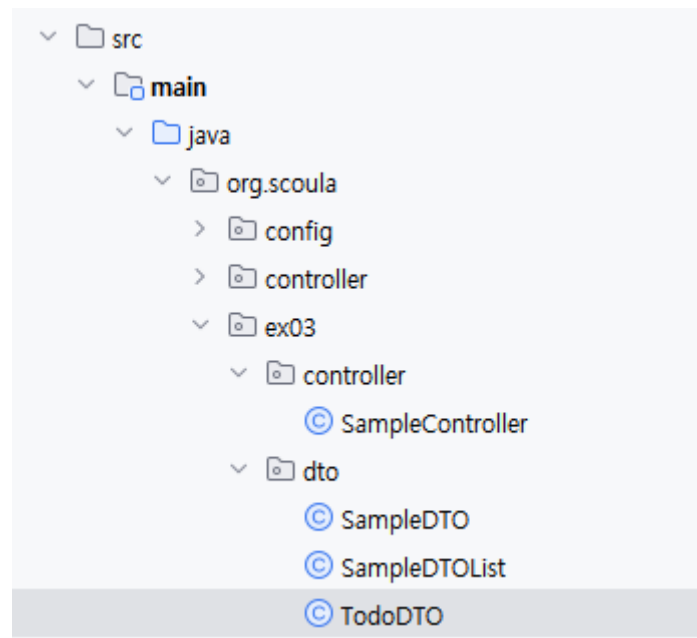 src
main
java
org.scoula
config
controller
ex03
controller
SampleController
dto
SampleDTO
SampleDTOList
TodoDTO